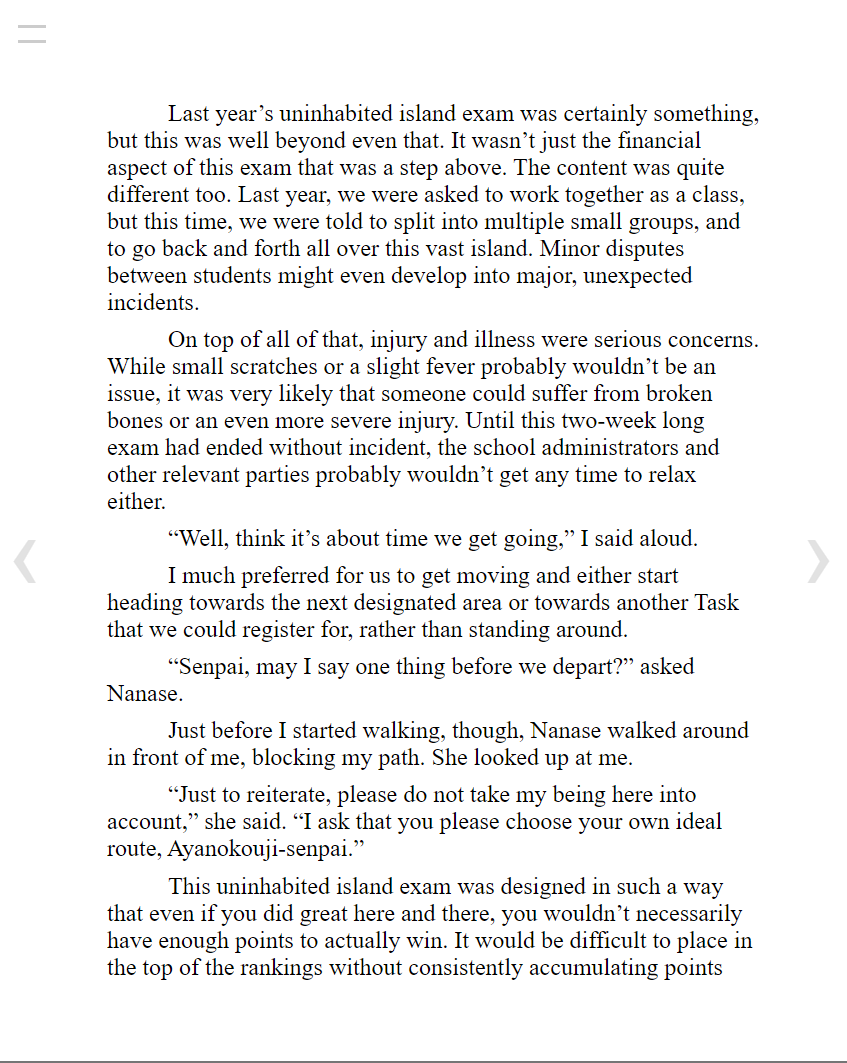 Last year’s uninhabited island exam was certainly something,
but this was well beyond even that. It wasn’t just the financial
aspect of this exam that was a step above. The content was quite
different too. Last year, we were asked to work together as a class,
but this time, we were told to split into multiple small groups, and
to go back and forth all over this vast island. Minor disputes
between students might even develop into major, unexpected
incidents.
On top of all of that, injury and illness were serious concerns.
While small scratches or a slight fever probably wouldn’t be an
issue, it was very likely that someone could suffer from broken
bones or an even more severe injury. Until this two-week long
exam had ended without incident, the school administrators and
other relevant parties probably wouldn’t get any time to relax
either.
“Well, think it’s about time we get going,” I said aloud.
I much preferred for us to get moving and either start
heading towards the next designated area or towards another Task
that we could register for, rather than standing around.
“Senpai, may I say one thing before we depart?” asked
Nanase.
Just before I started walking, though, Nanase walked around
in front of me, blocking my path. She looked up at me.
“Just to reiterate, please do not take my being here into
account,” she said. “I ask that you please choose your own ideal
route, Ayanokouji-senpai.”
This uninhabited island exam was designed in such a way
that even if you did great here and there, you wouldn’t necessarily
have enough points to actually win. It would be difficult to place in
the top of the rankings without consistently accumulating points